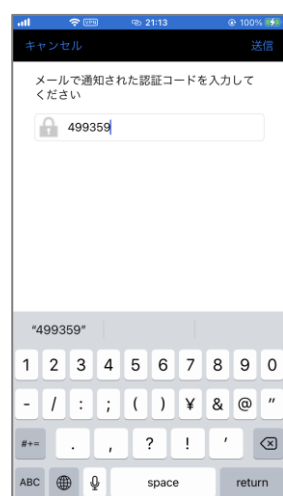 VPN 21:13 100%
キャンセル 送信
メールで通知された認証コードを入力して
ください
499359
“499359”
1 2 3 4 5 6 7 8 9 0
- / : ; ( ) ¥ & @ "
#+= . , ? ! '
ABC space return